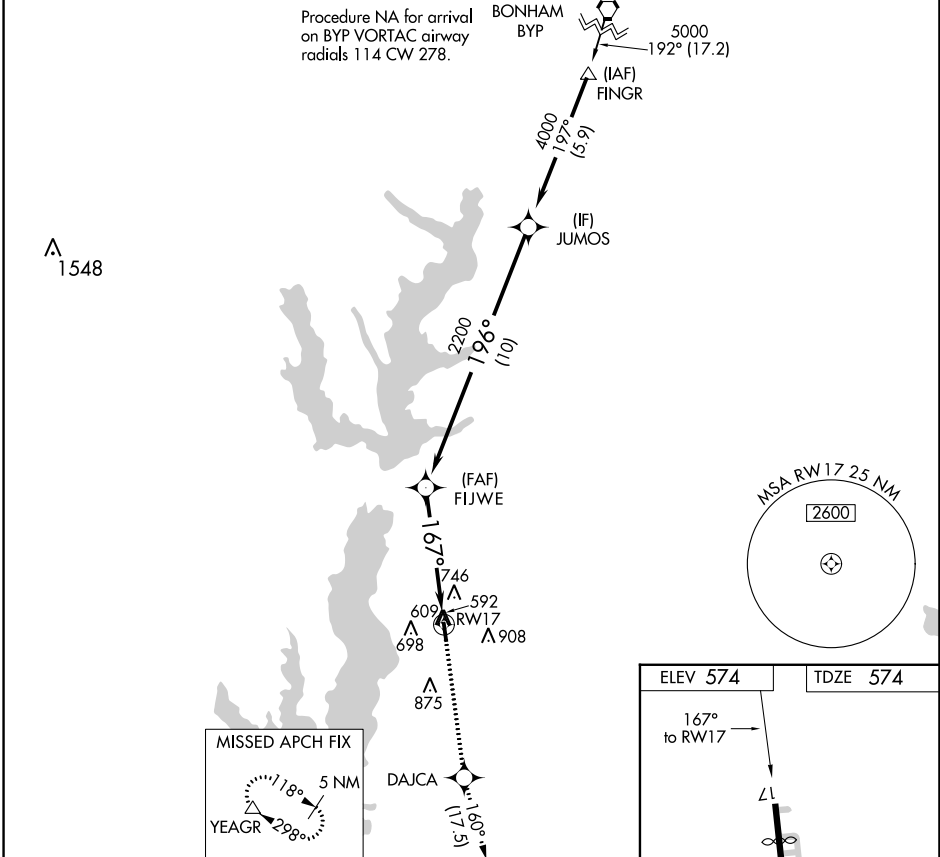 Procedure NA for arrival
on BYP VORTAC airway
radials 114 CW 278.
BONHAM
BYP
5000
192° (17.2)
(IAF)
FINGR
4000
197°
(5.9)
(IF)
JUMOS
1548
2200
196°
(10)
(FAF)
FIJWE
167°
746
592
RW17
609
698
908
875
MSA RW17 25 NM
2600
ELEV 574
TDZE 574
167°
to RW17
17
MISSED APCH FIX
118°
5 NM
YEAGR
298°
DAJCA
160°
(17.5)